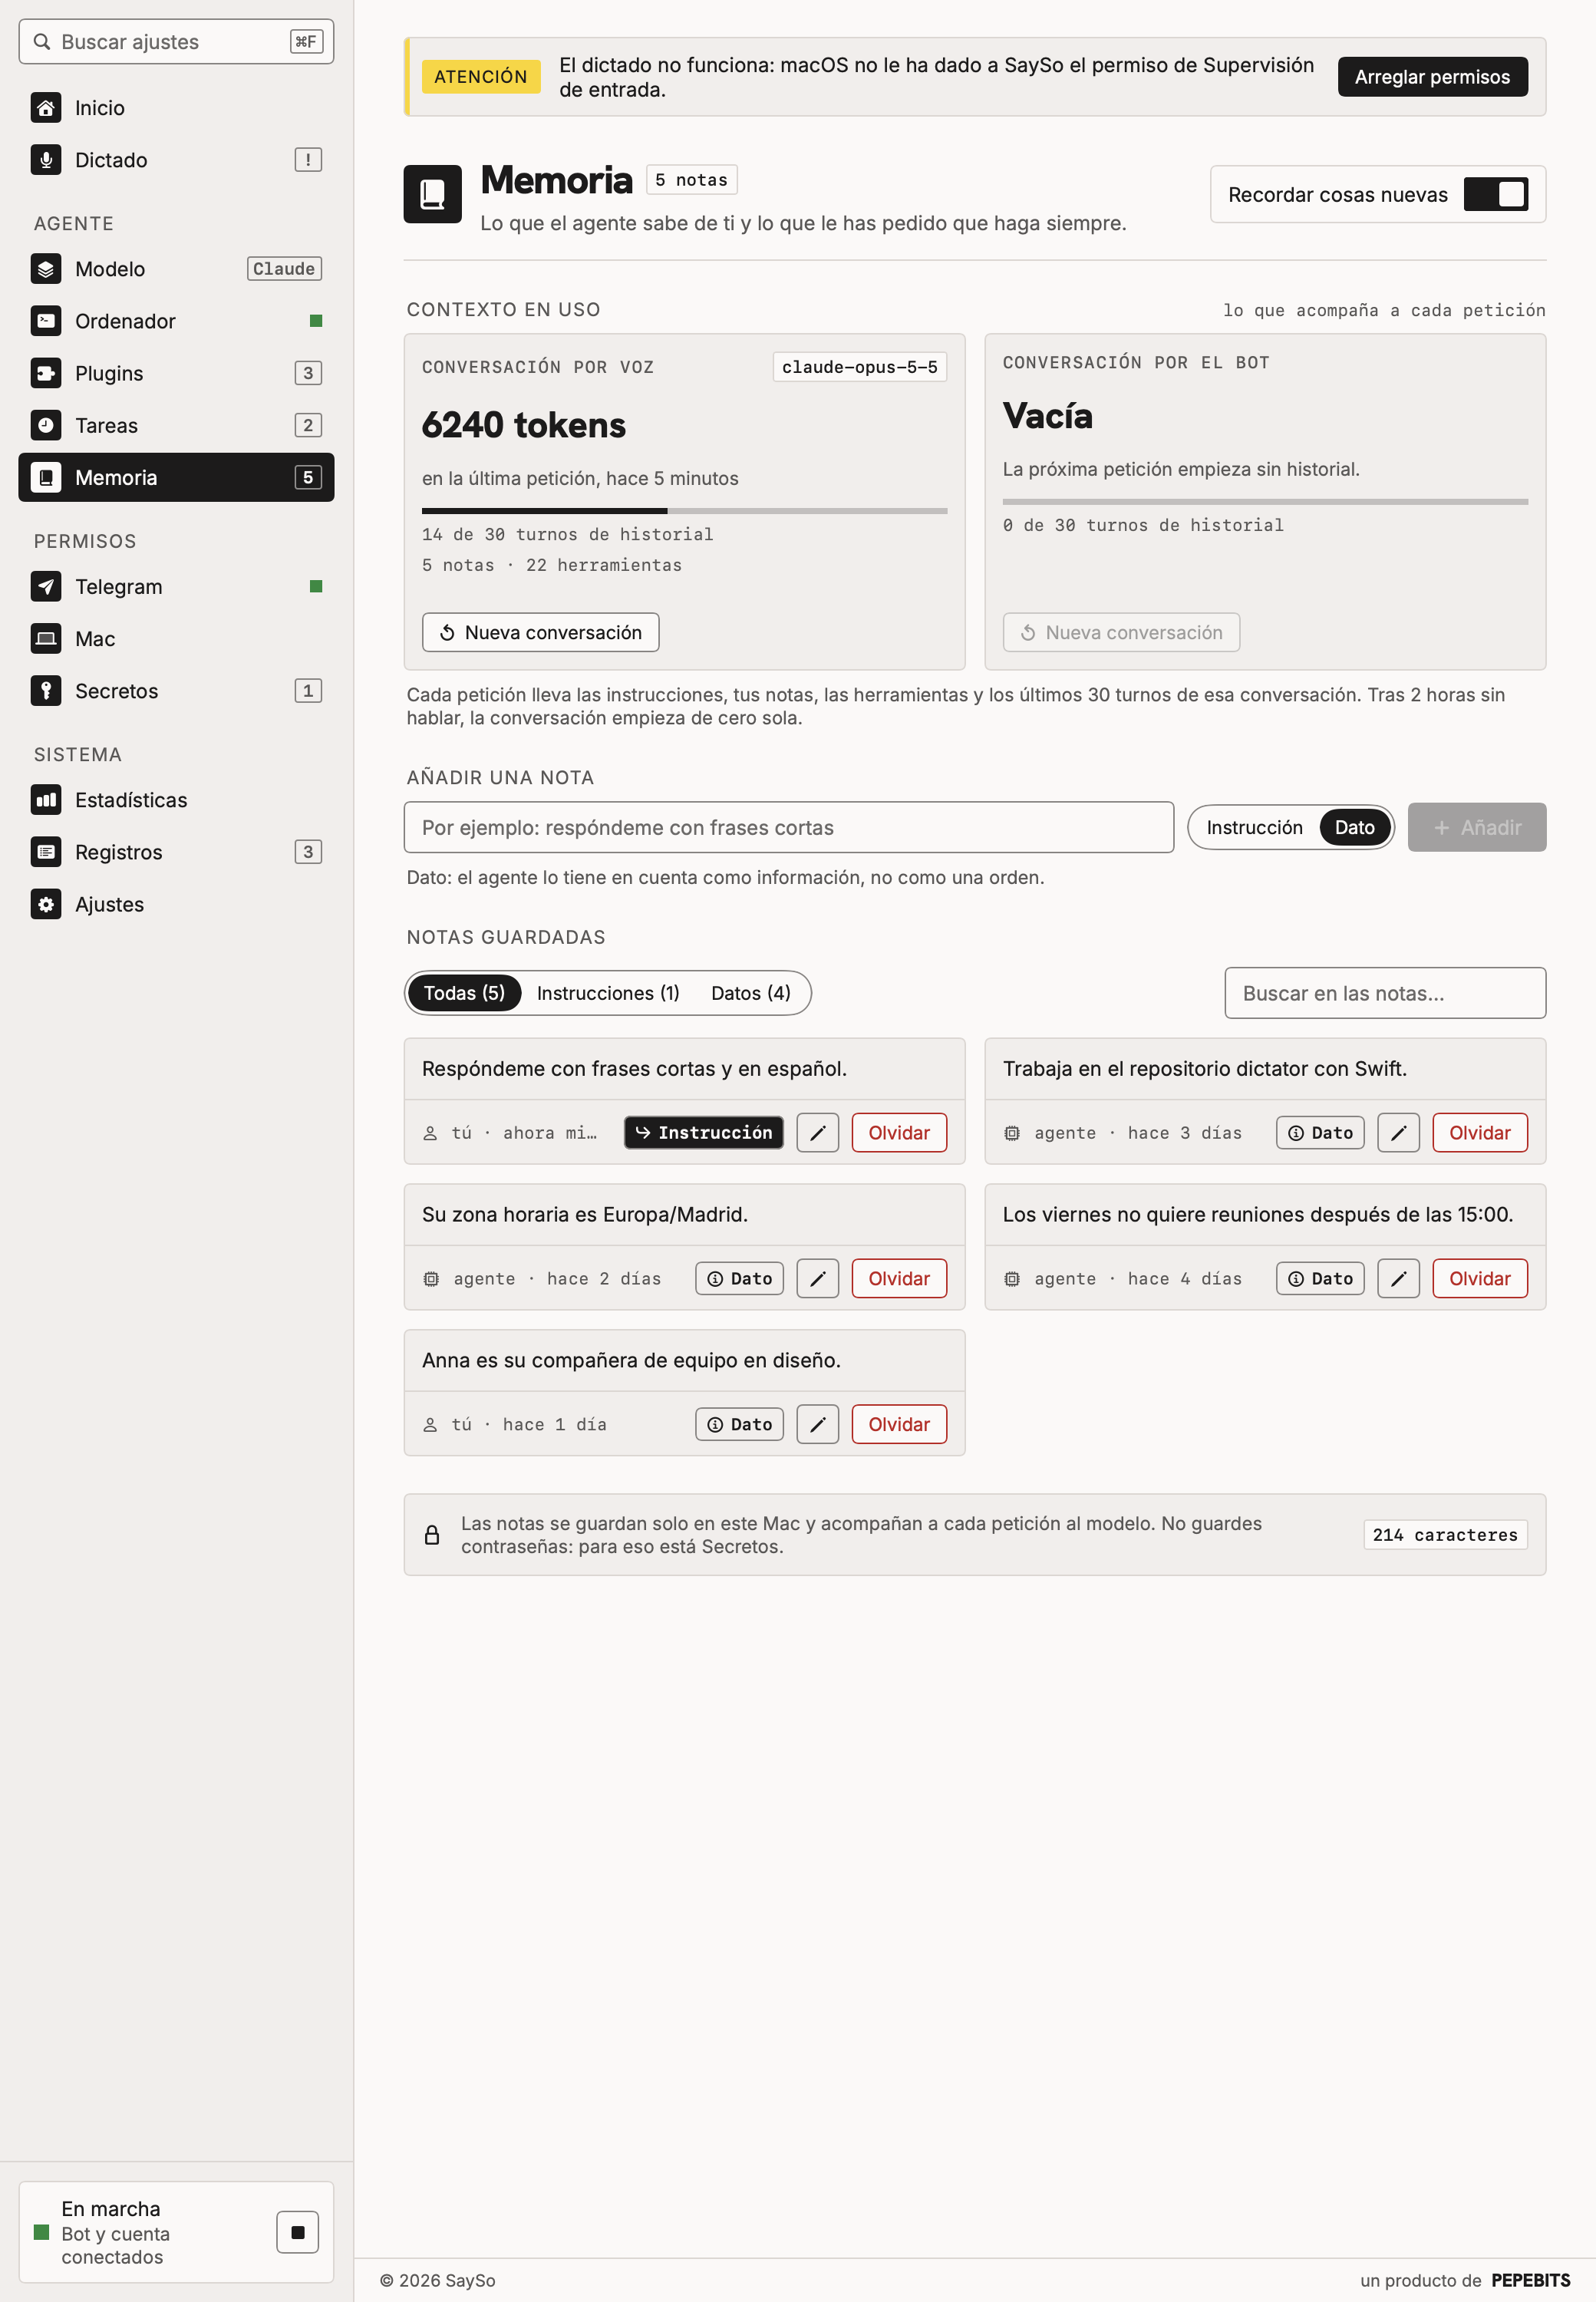 Buscar ajustes
⌘F
Inicio
Dictado
!
AGENTE
Modelo
Claude
Ordenador
Plugins
3
Tareas
2
Memoria
5
PERMISOS
Telegram
Mac
Secretos
1
SISTEMA
Estadísticas
Registros
3
Ajustes
En marcha
Bot y cuenta
conectados
ATENCIÓN
El dictado no funciona: macOS no le ha dado a SaySo el permiso de Supervisión
de entrada.
Arreglar permisos
Memoria
5 notas
Lo que el agente sabe de ti y lo que le has pedido que haga siempre.
Recordar cosas nuevas
CONTEXTO EN USO
lo que acompaña a cada petición
CONVERSACIÓN POR VOZ
claude-opus-5-5
6240 tokens
en la última petición, hace 5 minutos
14 de 30 turnos de historial
5 notas · 22 herramientas
Nueva conversación
CONVERSACIÓN POR EL BOT
Vacía
La próxima petición empieza sin historial.
0 de 30 turnos de historial
Nueva conversación
Cada petición lleva las instrucciones, tus notas, las herramientas y los últimos 30 turnos de esa conversación. Tras 2 horas sin
hablar, la conversación empieza de cero sola.
AÑADIR UNA NOTA
Por ejemplo: respóndeme con frases cortas
Instrucción
Dato
+ Añadir
Dato: el agente lo tiene en cuenta como información, no como una orden.
NOTAS GUARDADAS
Todas (5)
Instrucciones (1)
Datos (4)
Buscar en las notas...
Respóndeme con frases cortas y en español.
tú · ahora mi…
Instrucción
Olvidar
Trabaja en el repositorio dictator con Swift.
agente · hace 3 días
Dato
Olvidar
Su zona horaria es Europa/Madrid.
agente · hace 2 días
Dato
Olvidar
Los viernes no quiere reuniones después de las 15:00.
agente · hace 4 días
Dato
Olvidar
Anna es su compañera de equipo en diseño.
tú · hace 1 día
Dato
Olvidar
Las notas se guardan solo en este Mac y acompañan a cada petición al modelo. No guardes
contraseñas: para eso está Secretos.
214 caracteres
© 2026 SaySo
un producto de PEPEBITS